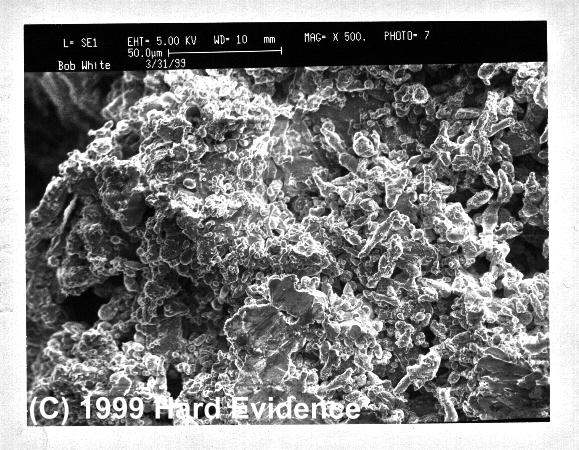 L= SE1 EHT= 5.00 KV WD= 10 mm MAG= X 500. PHOTO= 7
50.0µm
Bob White 3/31/99
(C) 1999 Hard Evidence